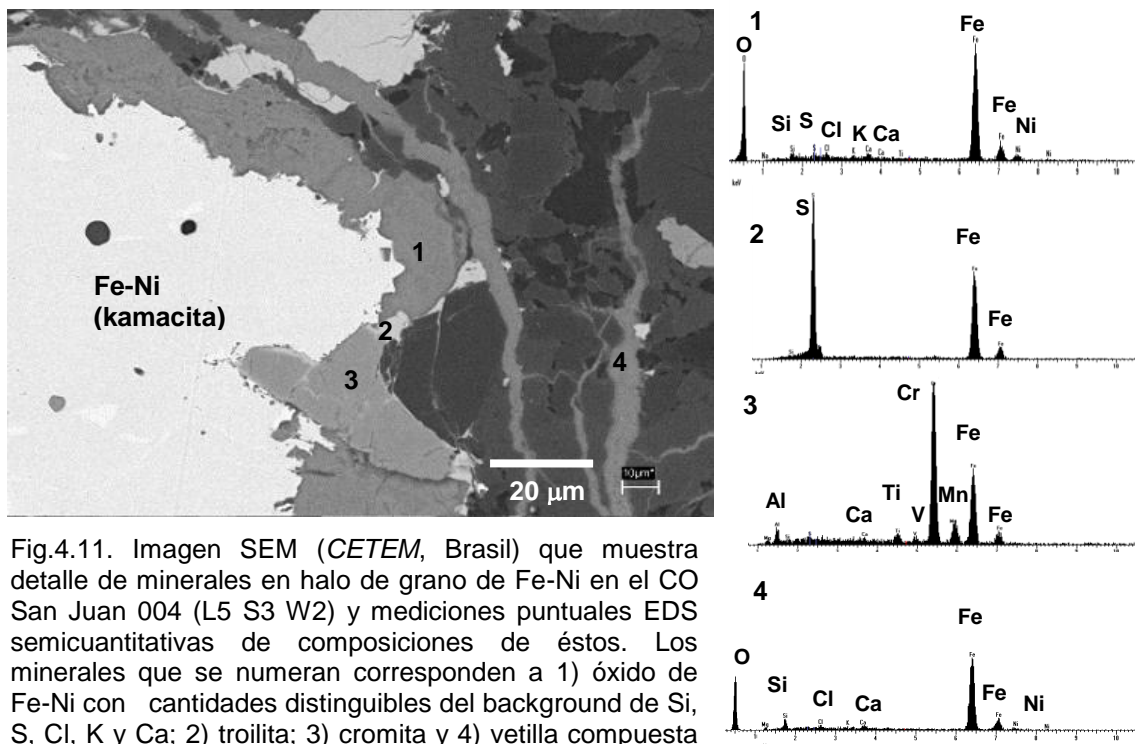 Fe-Ni
(kamacita)
1
2
3
4
20 µm
10µm*
1
O
Si S Cl K Ca
Fe
Fe
Ni
2
S
Fe
Fe
3
Al
Ca
Ti
V
Cr
Mn
Fe
Fe
4
O
Si
Cl
Ca
Fe
Fe
Ni
Fig.4.11. Imagen SEM (CETEM, Brasil) que muestra
detalle de minerales en halo de grano de Fe-Ni en el CO
San Juan 004 (L5 S3 W2) y mediciones puntuales EDS
semicuantitativas de composiciones de éstos. Los
minerales que se numeran corresponden a 1) óxido de
Fe-Ni con cantidades distinguibles del background de Si,
S, Cl, K y Ca; 2) troilita; 3) cromita y 4) vetilla compuesta